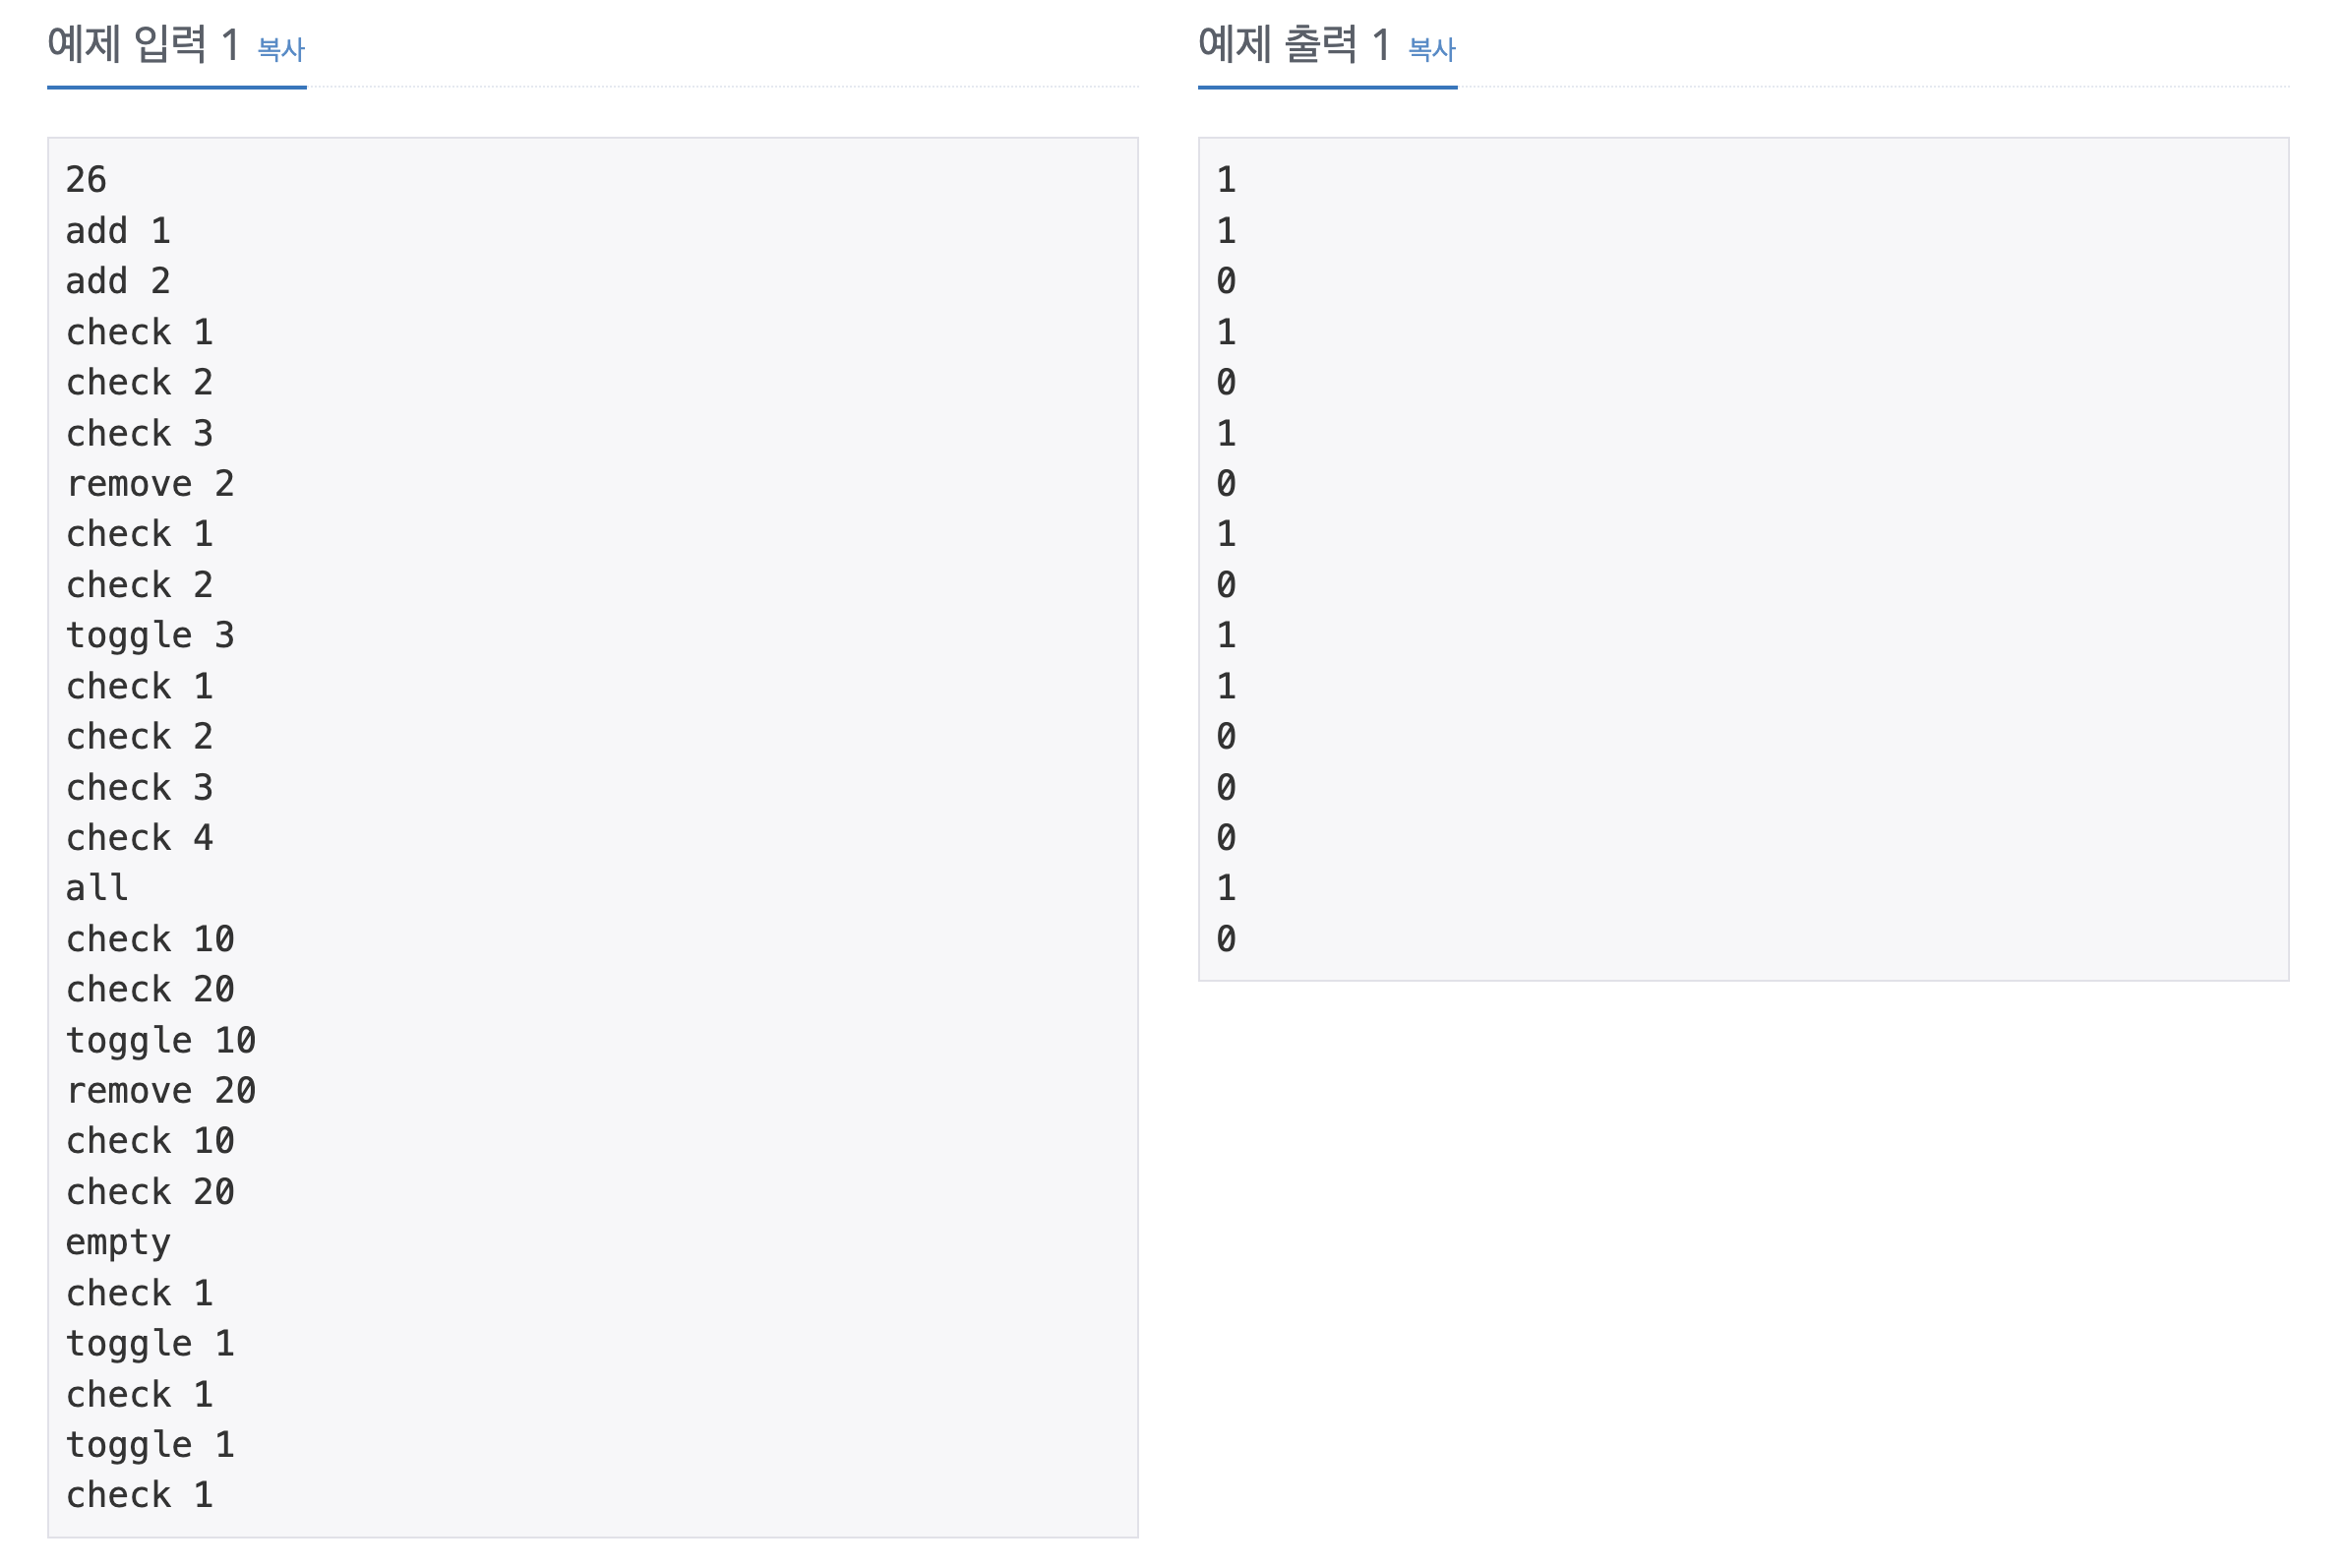 예제 입력 1 복사
26
add 1
add 2
check 1
check 2
check 3
remove 2
check 1
check 2
toggle 3
check 1
check 2
check 3
check 4
all
check 10
check 20
toggle 10
remove 20
check 10
check 20
empty
check 1
toggle 1
check 1
toggle 1
check 1
예제 출력 1 복사
1
1
0
1
0
1
0
1
0
1
1
0
0
0
1
0